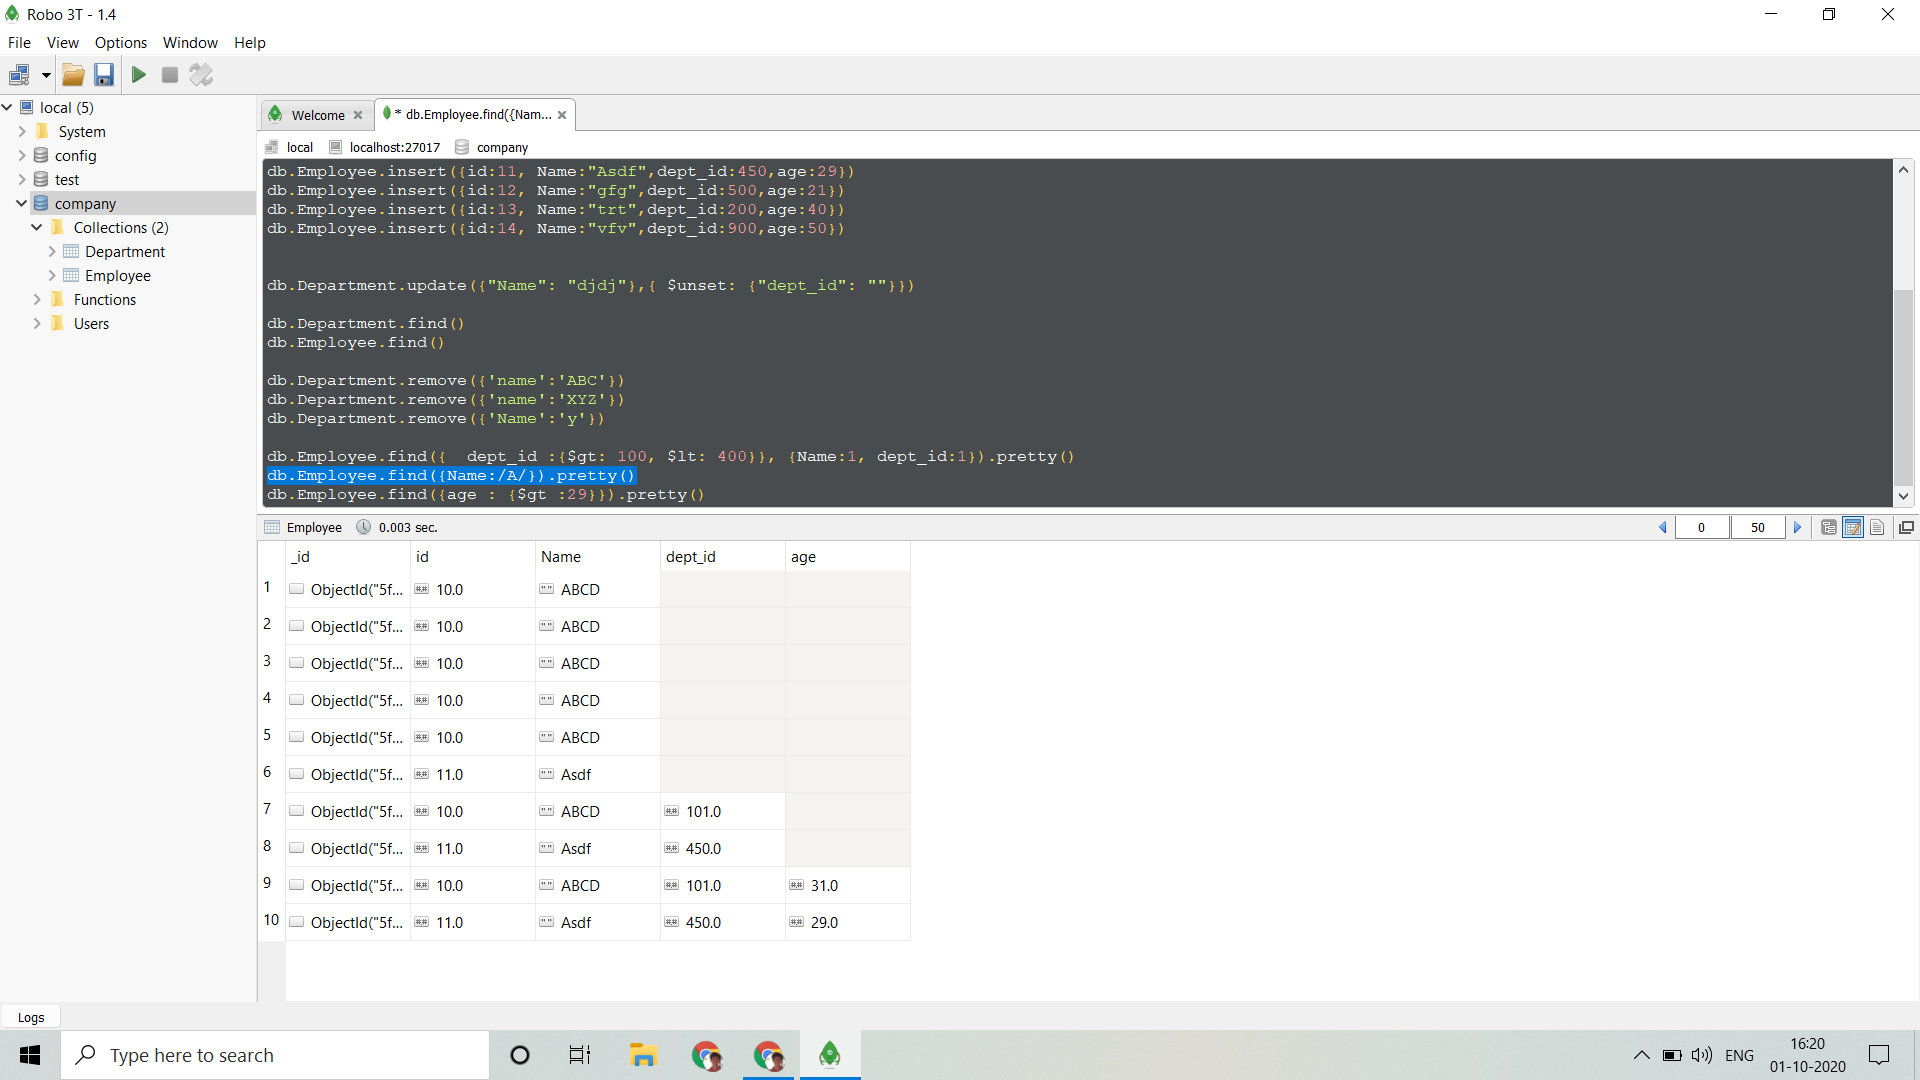 Robo 3T - 1.4
File View Options Window Help
local (5)
System
config
test
company
Collections (2)
Department
Employee
Functions
Users
Welcome
* db.Employee.find({Nam...
local localhost:27017 company
db.Employee.insert({id:11, Name:"Asdf",dept_id:450,age:29})
db.Employee.insert({id:12, Name:"gfg",dept_id:500,age:21})
db.Employee.insert({id:13, Name:"trt",dept_id:200,age:40})
db.Employee.insert({id:14, Name:"vfv",dept_id:900,age:50})
db.Department.update({"Name": "djdj"},{ $unset: {"dept_id": ""}})
db.Department.find()
db.Employee.find()
db.Department.remove({'name':'ABC'})
db.Department.remove({'name':'XYZ'})
db.Department.remove({'Name':'y'})
db.Employee.find({  dept_id :{$gt: 100, $lt: 400}}, {Name:1, dept_id:1}).pretty()
db.Employee.find({Name:/A/}).pretty()
db.Employee.find({age : {$gt :29}}).pretty()
Employee 0.003 sec. 0 50
_id id Name dept_id age
1 ObjectId("5f... 10.0 ABCD
2 ObjectId("5f... 10.0 ABCD
3 ObjectId("5f... 10.0 ABCD
4 ObjectId("5f... 10.0 ABCD
5 ObjectId("5f... 10.0 ABCD
6 ObjectId("5f... 11.0 Asdf
7 ObjectId("5f... 10.0 ABCD 101.0
8 ObjectId("5f... 11.0 Asdf 450.0
9 ObjectId("5f... 10.0 ABCD 101.0 31.0
10 ObjectId("5f... 11.0 Asdf 450.0 29.0
Logs
Type here to search
ENG
16:20
01-10-2020